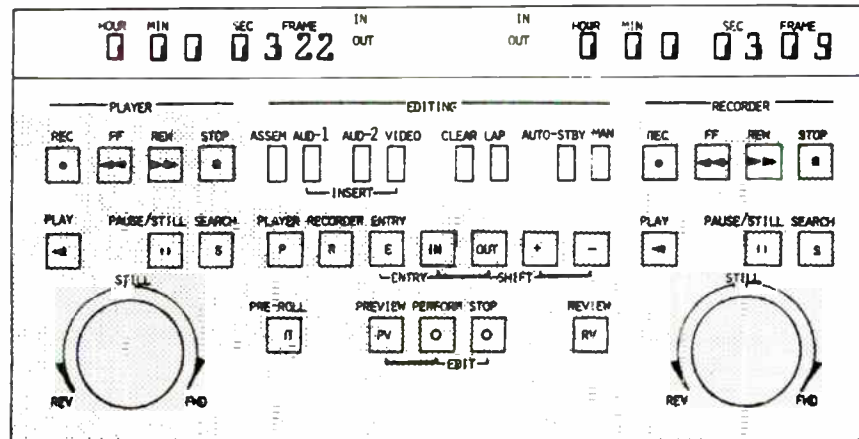 HOUR MIN SEC FRAME IN IN HOUR MIN SEC FRAME
0 0 0 0 3 22 OUT OUT 0 0 0 0 3 0 9
PLAYER EDITING RECORDER
REC FF REW STOP ASSEM AUD-1 AUD-2 VIDEO CLEAR LAP AUTO-STBY MAN REC FF REW STOP
INSERT
PLAY PAUSE/STILL SEARCH PLAYER RECORDER ENTRY PLAY PAUSE/STILL SEARCH
S P R E IN OUT + - S
ENTRY SHIFT
STILL STILL
PRE-ROLL PREVIEW PERFORM STOP REVIEW
PV O O RV
EDIT
REV FWD REV FWD